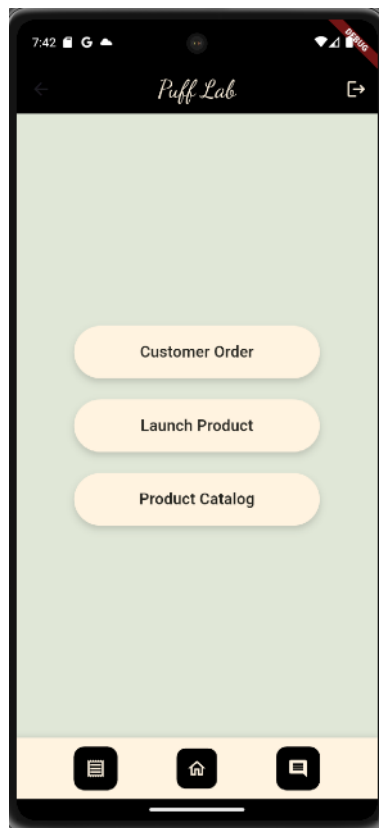 7:42 G
DEBUG
Puff Lab
Customer Order
Launch Product
Product Catalog